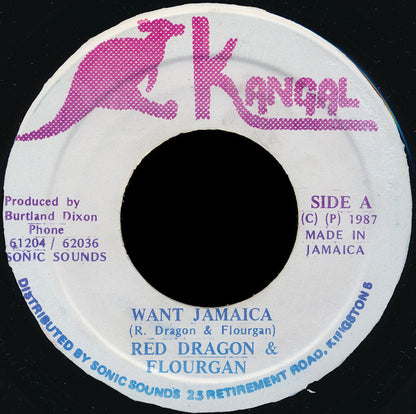 KANGAL
Produced by
Burtland Dixon
Phone
61204 / 62036
SONIC SOUNDS
SIDE A
(C) (P) 1987
MADE IN
JAMAICA
WANT JAMAICA
(R. Dragon & Flourgan)
RED DRAGON &
FLOURGAN
DISTRIBUTED BY SONIC SOUNDS 25 RETIREMENT ROAD, KINGSTON 5